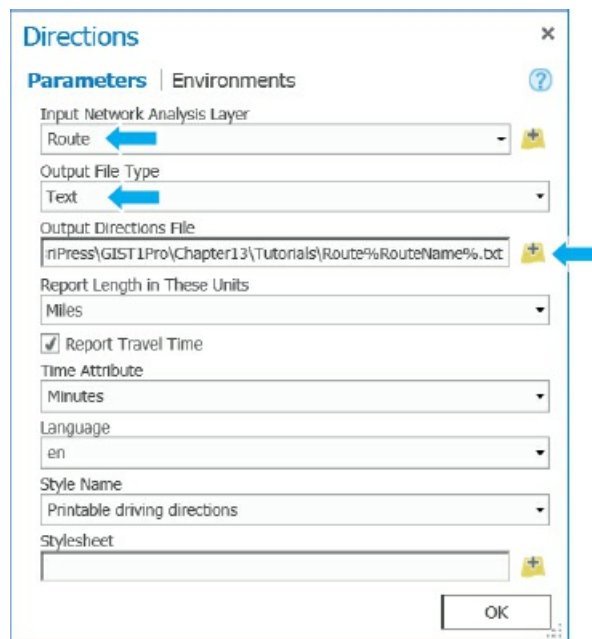 Directions
Parameters | Environments
Input Network Analysis Layer
Route
Output File Type
Text
Output Directions File
riPress\GIST1Pro\Chapter13\Tutorials\Route%RouteName%.txt
Report Length in These Units
Miles
Report Travel Time
Time Attribute
Minutes
Language
en
Style Name
Printable driving directions
Stylesheet
OK